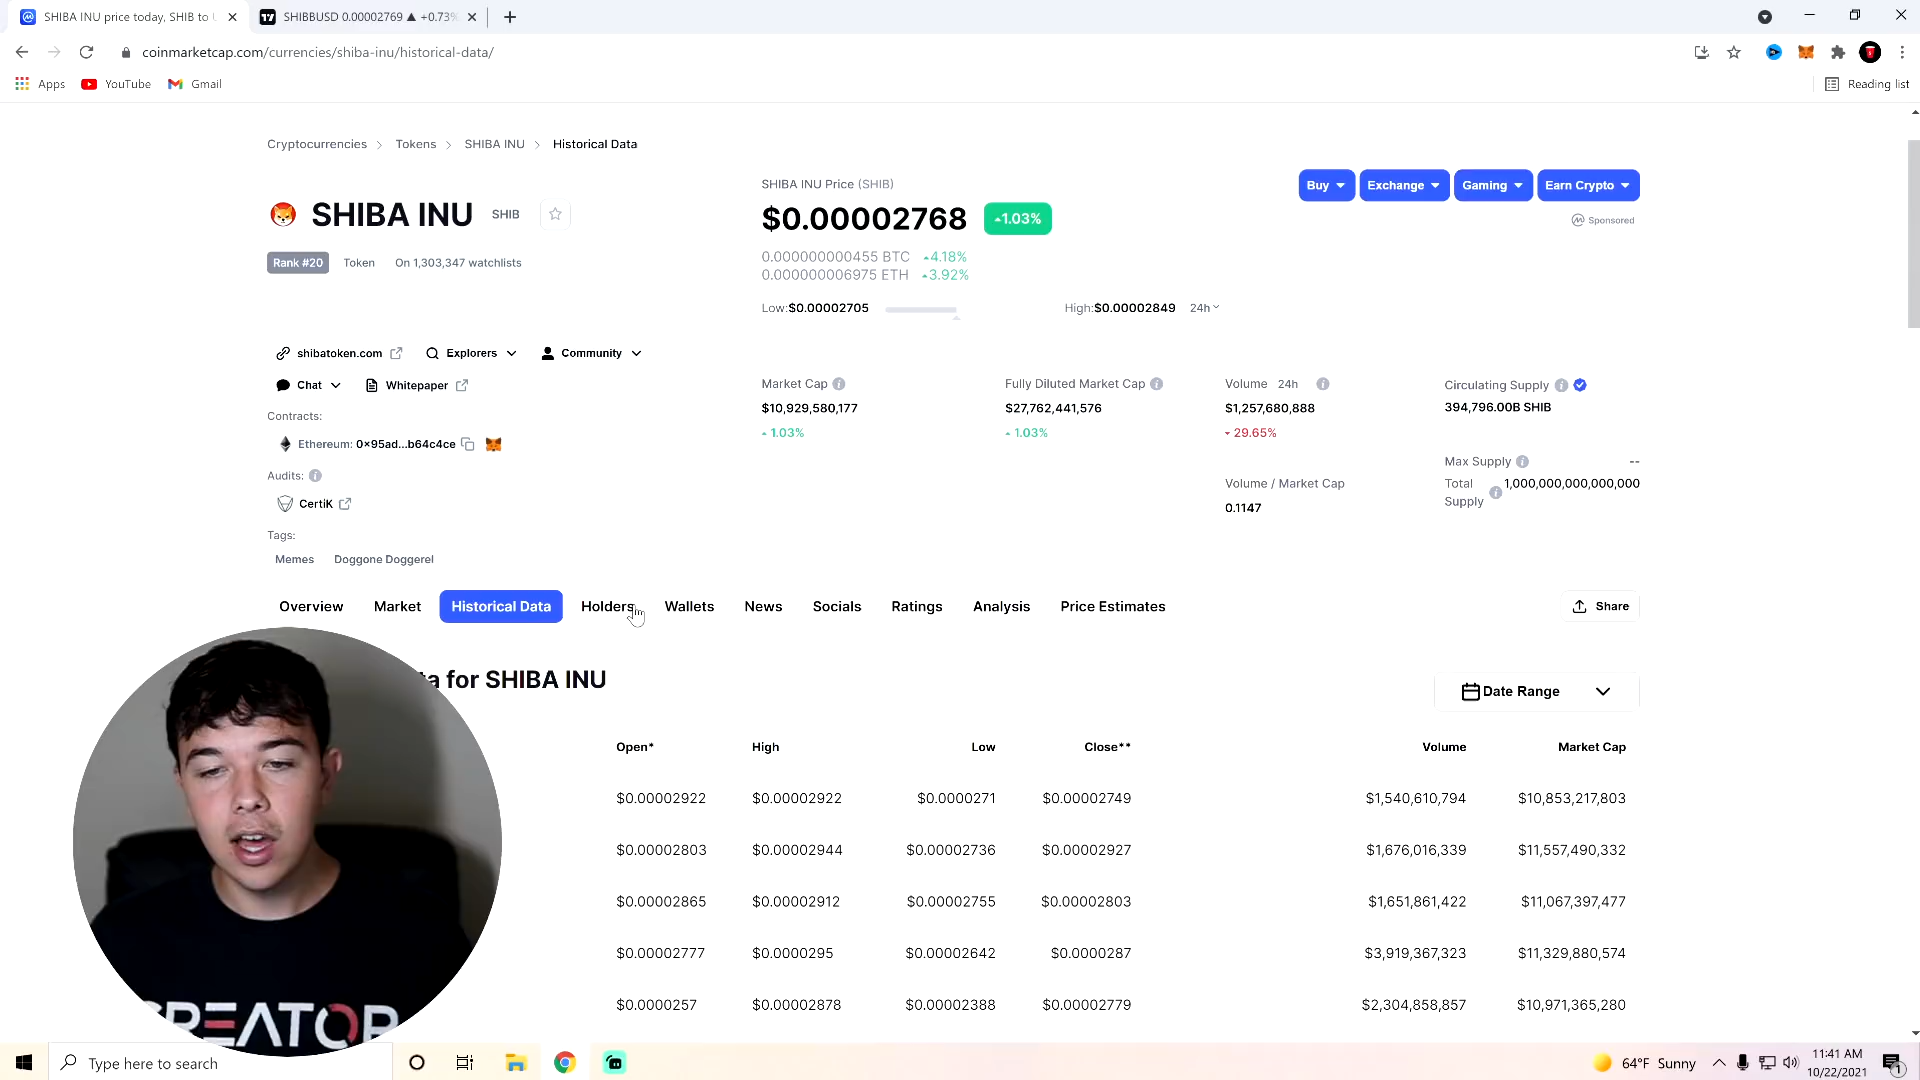 SHIBA INU price today, SHIB to U
SHIBBUSD 0.00002769 ▲ +0.73%
coinmarketcap.com/currencies/shiba-inu/historical-data/
Apps YouTube Gmail Reading list
Cryptocurrencies > Tokens > SHIBA INU > Historical Data
SHIBA INU SHIB
Rank #20 Token On 1,303,347 watchlists
SHIBA INU Price (SHIB)
$0.00002768 1.03%
0.000000000455 BTC 4.18%
0.000000006975 ETH 3.92%
Low:$0.00002705 High:$0.00002849 24h
Buy Exchange Gaming Earn Crypto
Sponsored
shibatoken.com Explorers Community
Chat Whitepaper
Contracts:
Ethereum: 0x95ad...b64c4ce
Audits:
CertiK
Tags:
Memes Doggone Doggerel
Market Cap
$10,929,580,177
1.03%
Fully Diluted Market Cap
$27,762,441,576
1.03%
Volume 24h
$1,257,680,888
29.65%
Volume / Market Cap
0.1147
Circulating Supply
394,796.00B SHIB
Max Supply --
Total Supply 1,000,000,000,000,000
Overview Market Historical Data Holders Wallets News Socials Ratings Analysis Price Estimates Share
a for SHIBA INU
Date Range
Open* High Low Close** Volume Market Cap
$0.00002922 $0.00002922 $0.0000271 $0.00002749 $1,540,610,794 $10,853,217,803
$0.00002803 $0.00002944 $0.00002736 $0.00002927 $1,676,016,339 $11,557,490,332
$0.00002865 $0.00002912 $0.00002755 $0.00002803 $1,651,861,422 $11,067,397,477
$0.00002777 $0.0000295 $0.00002642 $0.0000287 $3,919,367,323 $11,329,880,574
$0.0000257 $0.00002878 $0.00002388 $0.00002779 $2,304,858,857 $10,971,365,280
CREATOR
Type here to search
64°F Sunny
11:41 AM
10/22/2021
1